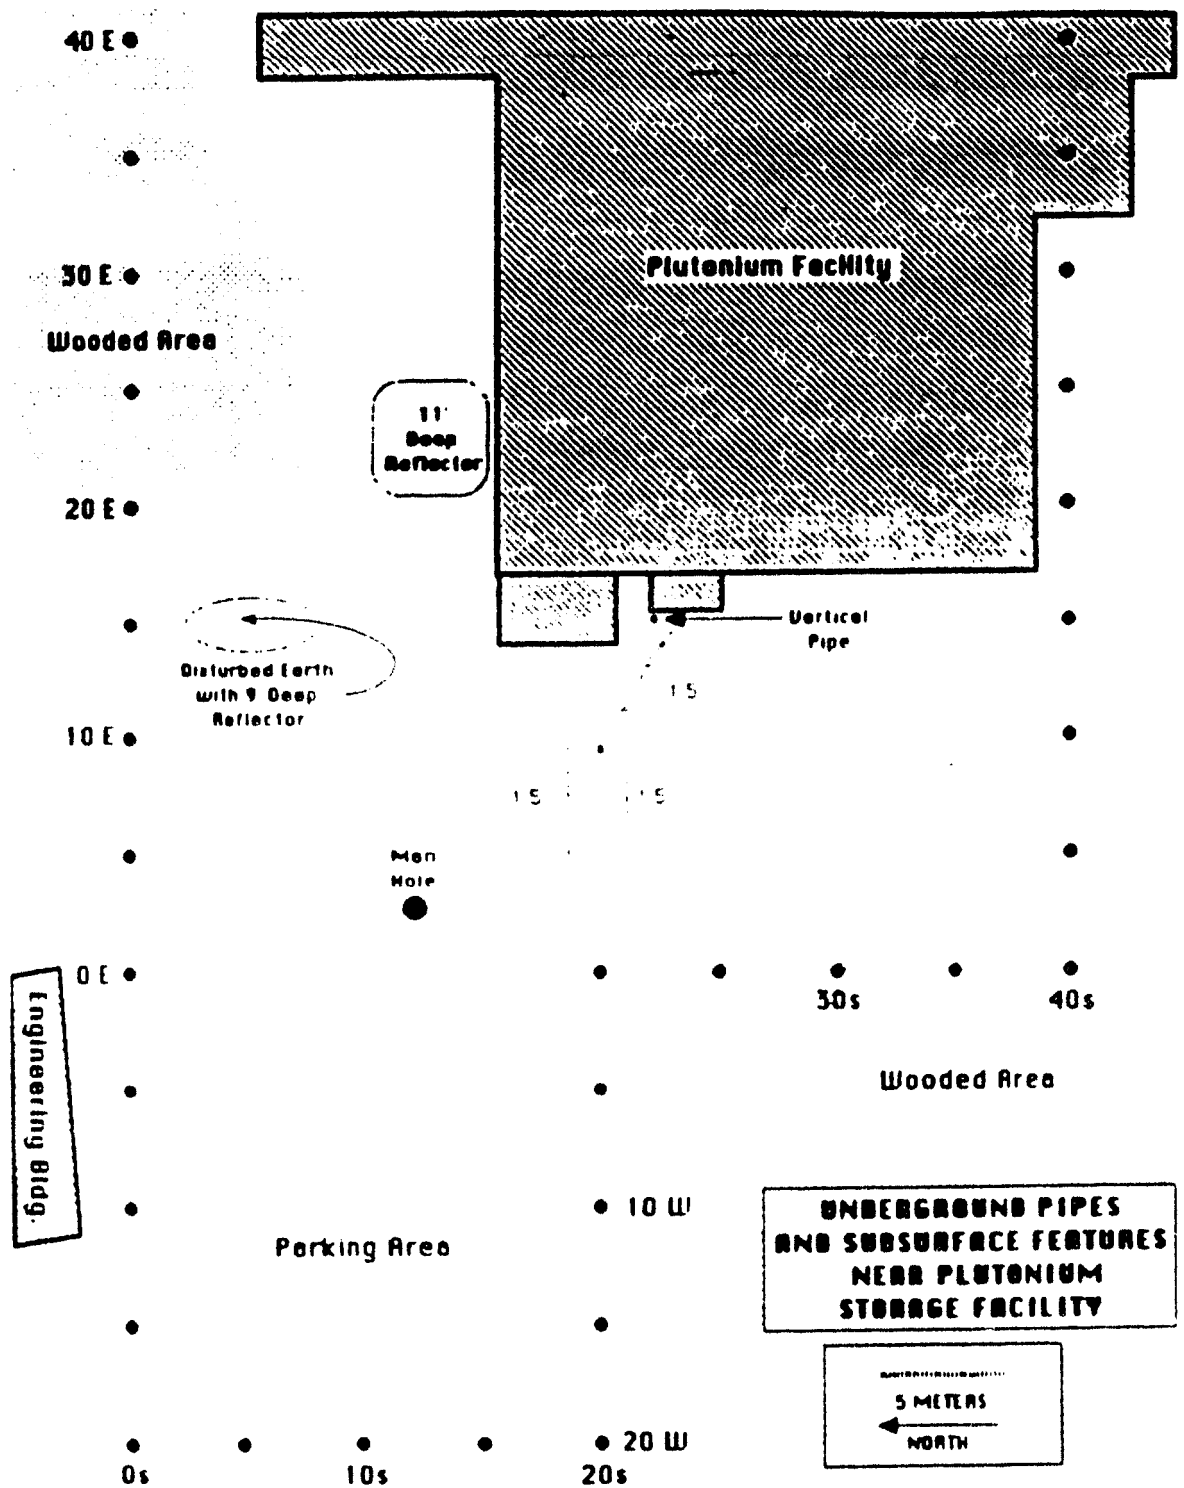 40 E
Plutonium Facility
30 E
Wooded Area
11'
Deep
Reflector
20 E
Vertical
Pipe
Disturbed Earth
with 9' Deep
Reflector
1.5
10 E
1.5
1.5
Man
Hole
0 E
30s
40s
Engineering Bldg.
Wooded Area
10 W
Parking Area
UNDERGROUND PIPES
AND SUBSURFACE FEATURES
NEAR PLUTONIUM
STORAGE FACILITY
5 METERS
NORTH
20 W
0s
10s
20s